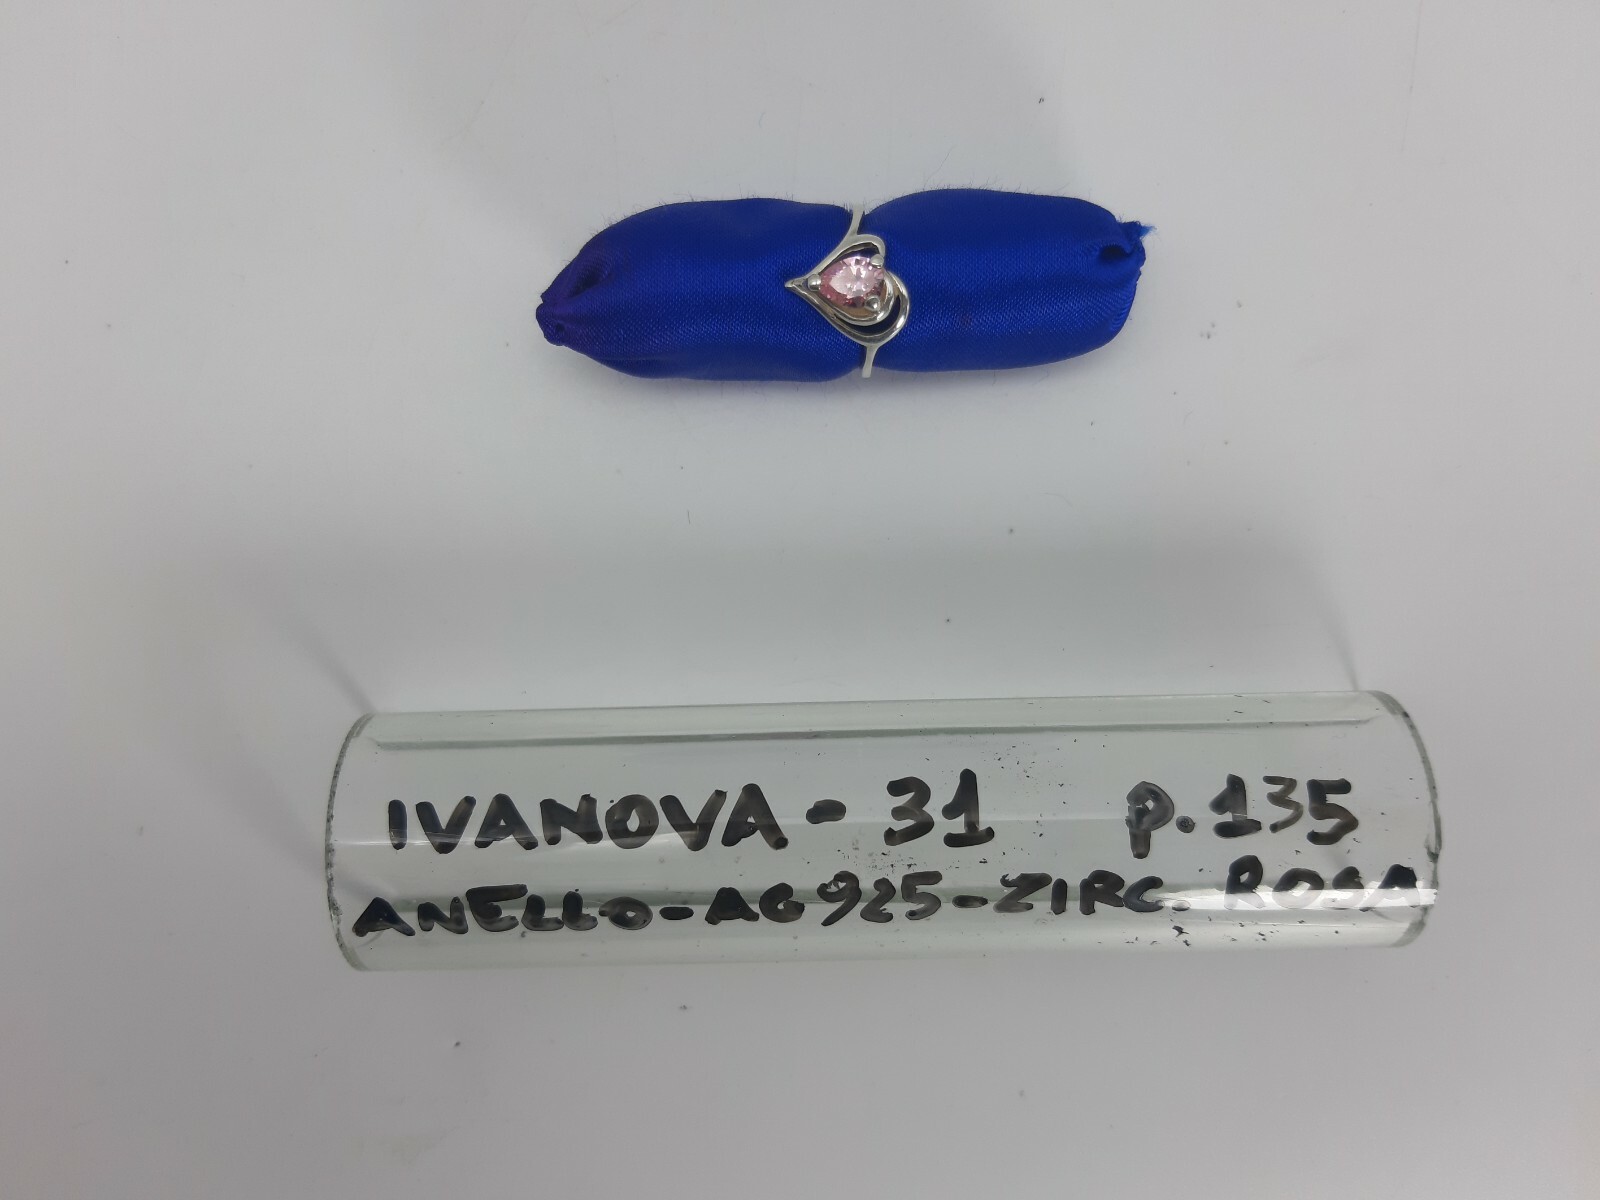 IVANOVA - 31 P.135
ANELLO-AG925-ZIRC. ROSA